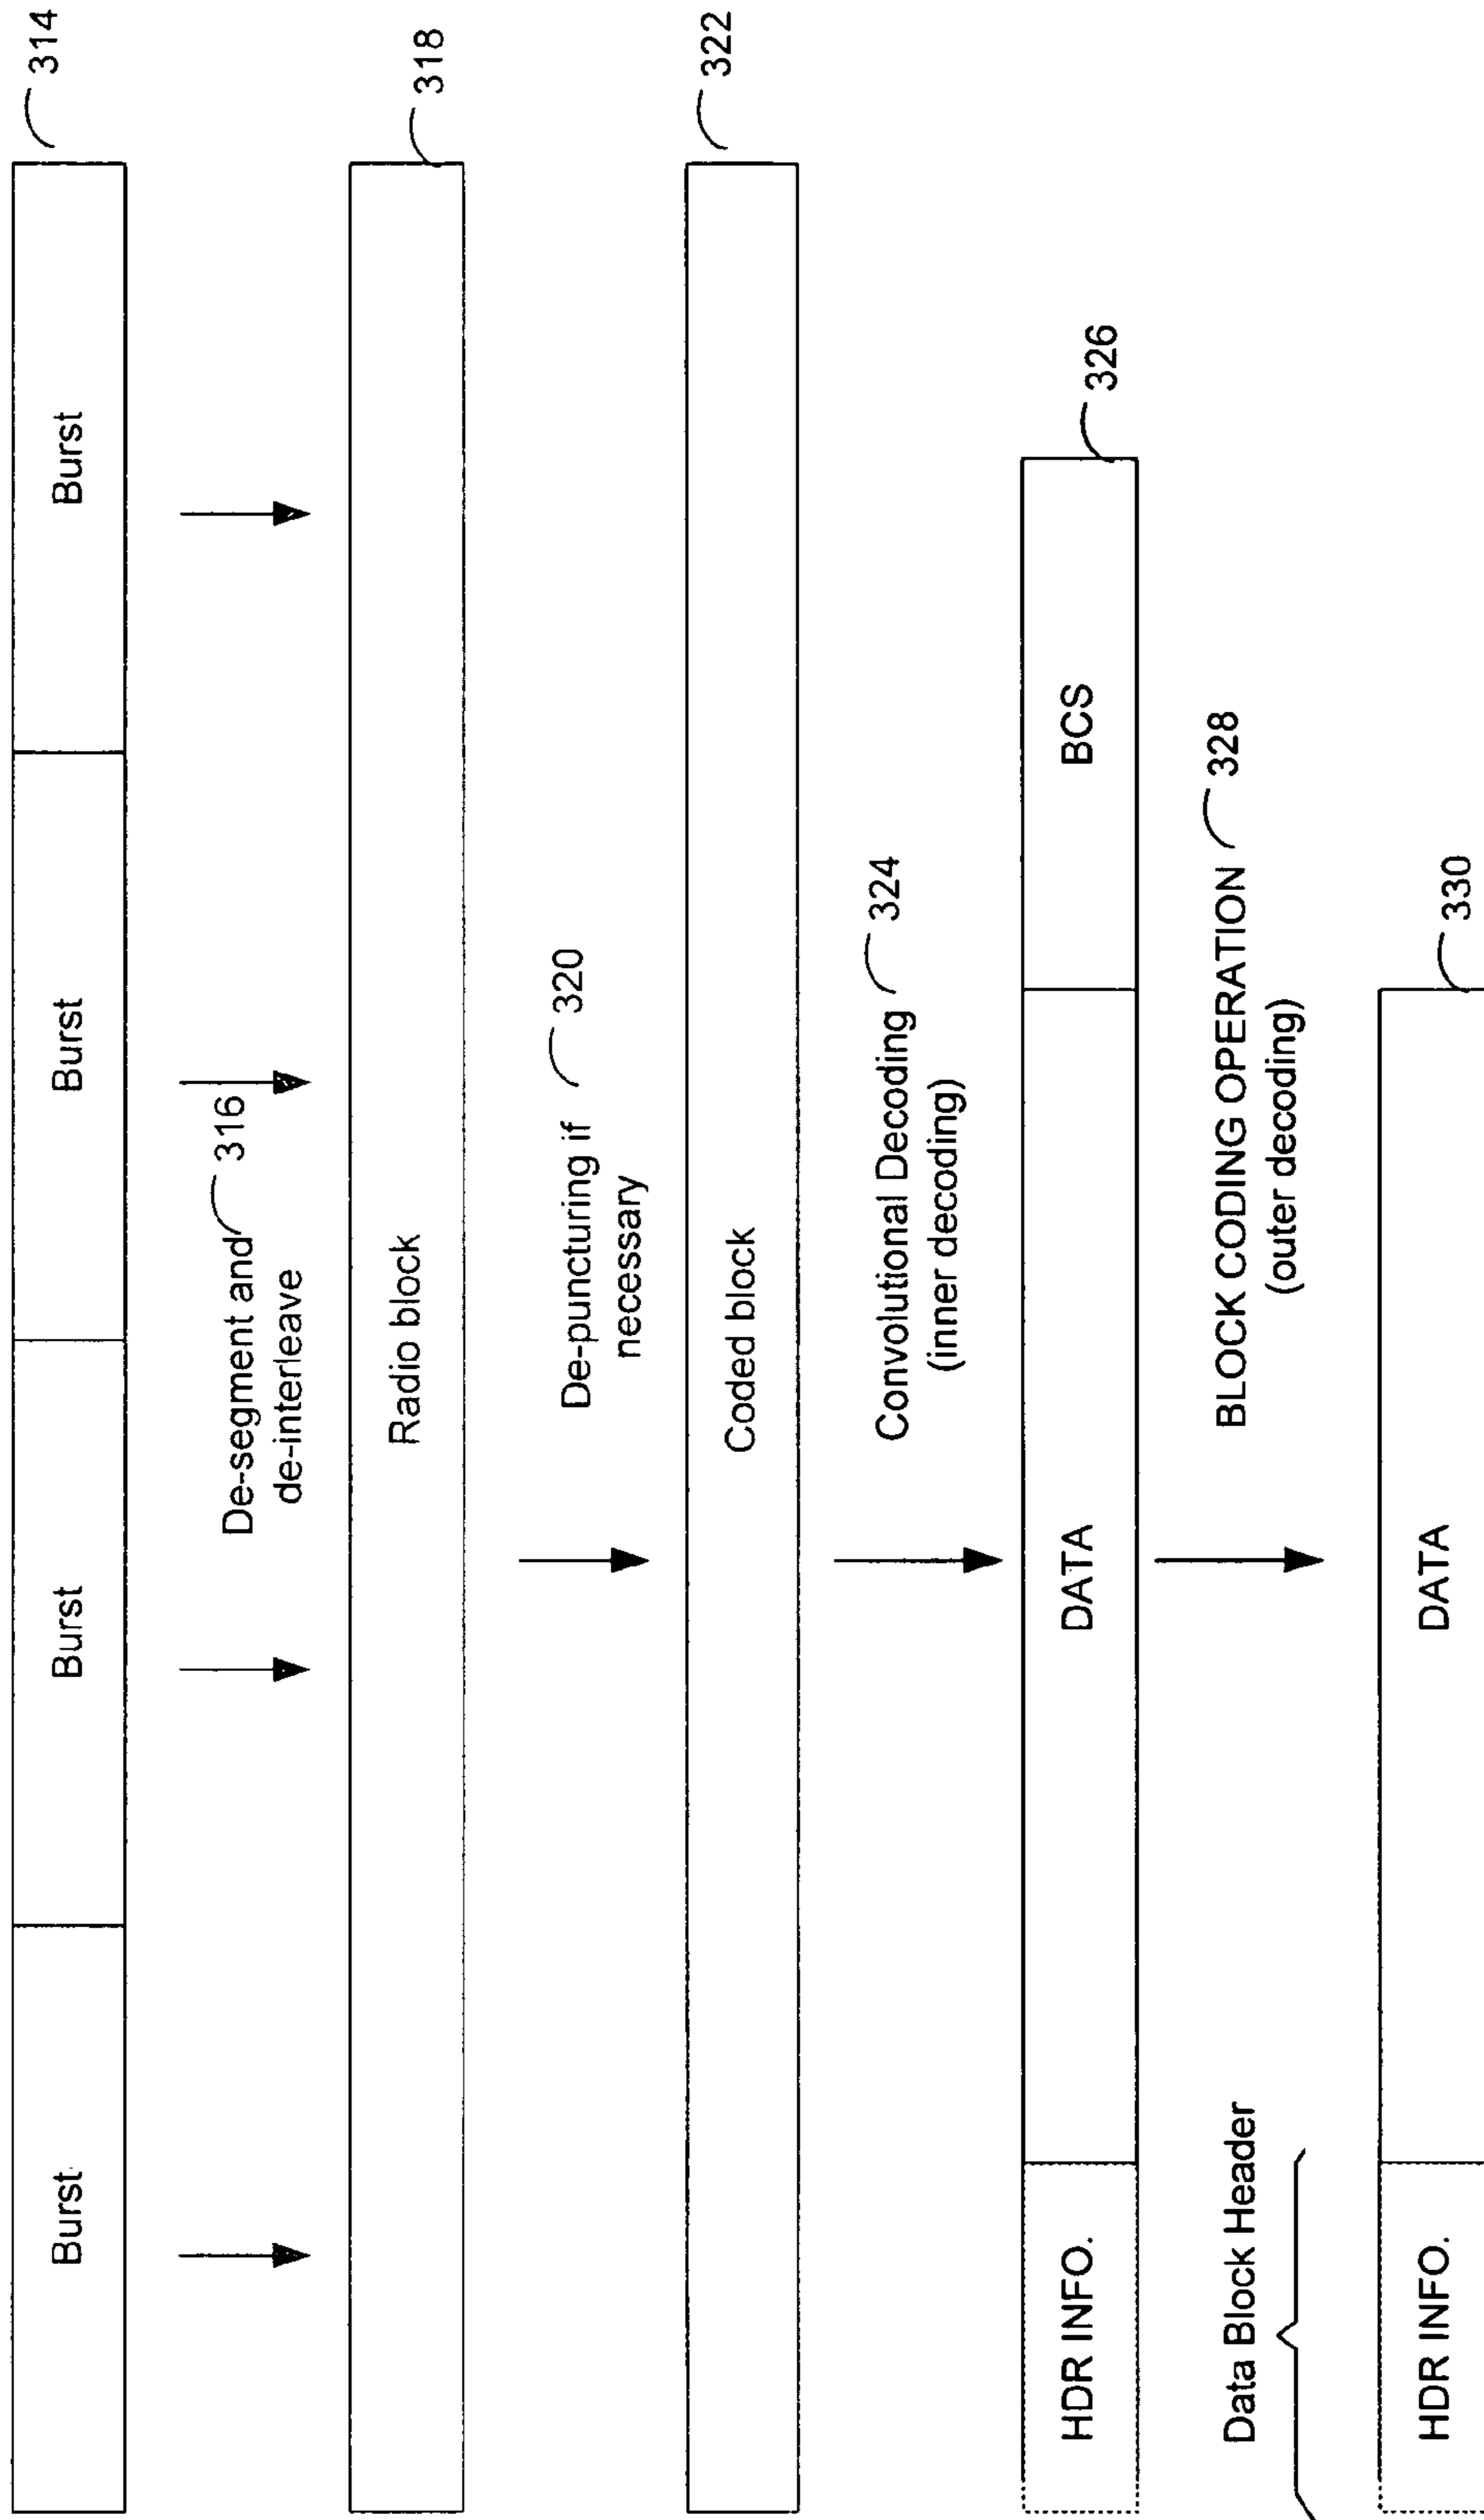 Burst Burst Burst Burst 314
De-segment and 316
de-interleave
Radio block 318
De-puncturing if 320
necessary
Coded block 322
Convolutional Decoding 324
(inner decoding)
HDR INFO. DATA BCS 326
Data Block Header
BLOCK CODING OPERATION 328
(outer decoding)
HDR INFO. DATA 330